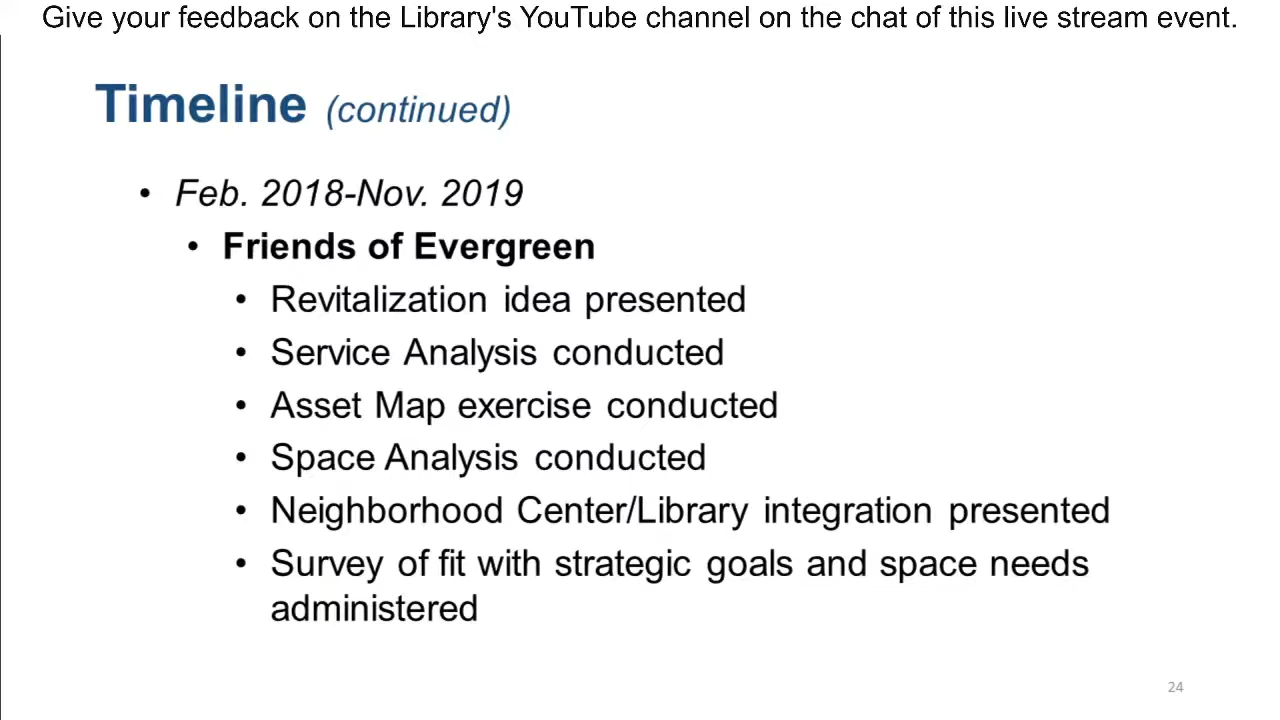 Give your feedback on the Library's YouTube channel on the chat of this live stream event.
Timeline (continued)
• Feb. 2018-Nov. 2019
• Friends of Evergreen
• Revitalization idea presented
• Service Analysis conducted
• Asset Map exercise conducted
• Space Analysis conducted
• Neighborhood Center/Library integration presented
• Survey of fit with strategic goals and space needs
administered
24